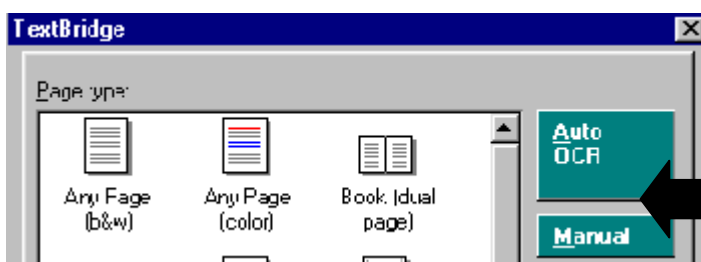 TextBridge
Page type:
Auto
OCR
Any Page
(b&w)
Any Page
(color)
Book (dual
page)
Manual